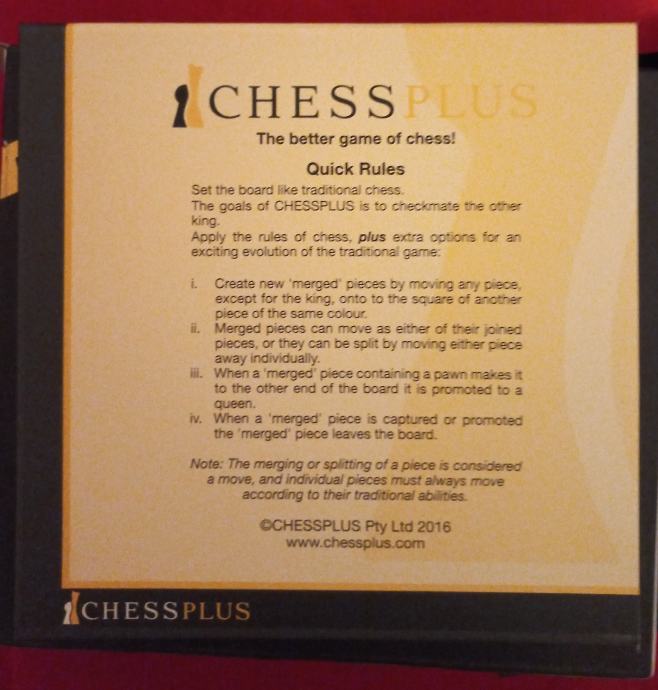 CHESSPLUS
The better game of chess!
Quick Rules
Set the board like traditional chess.
The goals of CHESSPLUS is to checkmate the other
king.
Apply the rules of chess, plus extra options for an
exciting evolution of the traditional game:
i. Create new 'merged' pieces by moving any piece,
except for the king, onto to the square of another
piece of the same colour.
ii. Merged pieces can move as either of their joined
pieces, or they can be split by moving either piece
away individually.
iii. When a 'merged' piece containing a pawn makes it
to the other end of the board it is promoted to a
queen.
iv. When a 'merged' piece is captured or promoted
the 'merged' piece leaves the board.
Note: The merging or splitting of a piece is considered
a move, and individual pieces must always move
according to their traditional abilities.
©CHESSPLUS Pty Ltd 2016
www.chessplus.com
CHESSPLUS